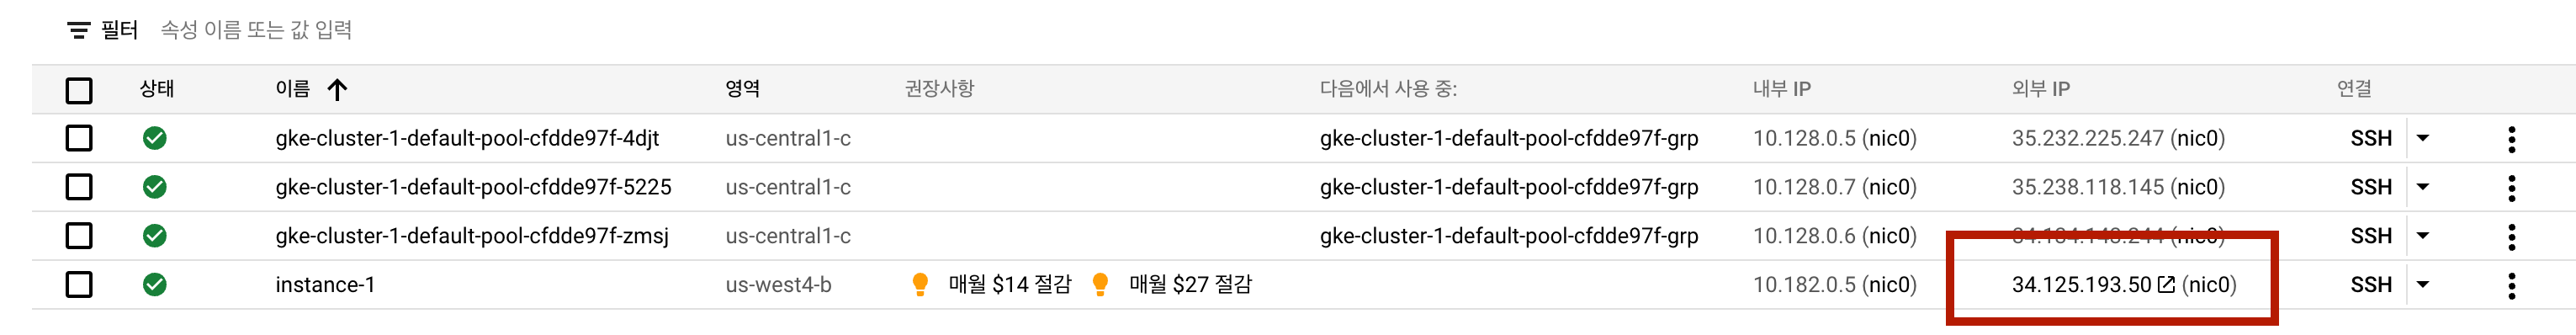 필터 속성 이름 또는 값 입력
상태 이름 영역 권장사항 다음에서 사용 중: 내부 IP 외부 IP 연결
gke-cluster-1-default-pool-cfdde97f-4djt us-central1-c gke-cluster-1-default-pool-cfdde97f-grp 10.128.0.5 (nic0) 35.232.225.247 (nic0) SSH
gke-cluster-1-default-pool-cfdde97f-5225 us-central1-c gke-cluster-1-default-pool-cfdde97f-grp 10.128.0.7 (nic0) 35.238.118.145 (nic0) SSH
gke-cluster-1-default-pool-cfdde97f-zmsj us-central1-c gke-cluster-1-default-pool-cfdde97f-grp 10.128.0.6 (nic0) (nic0) SSH
instance-1 us-west4-b 매월 $14 절감 매월 $27 절감 10.182.0.5 (nic0) 34.125.193.50 (nic0) SSH